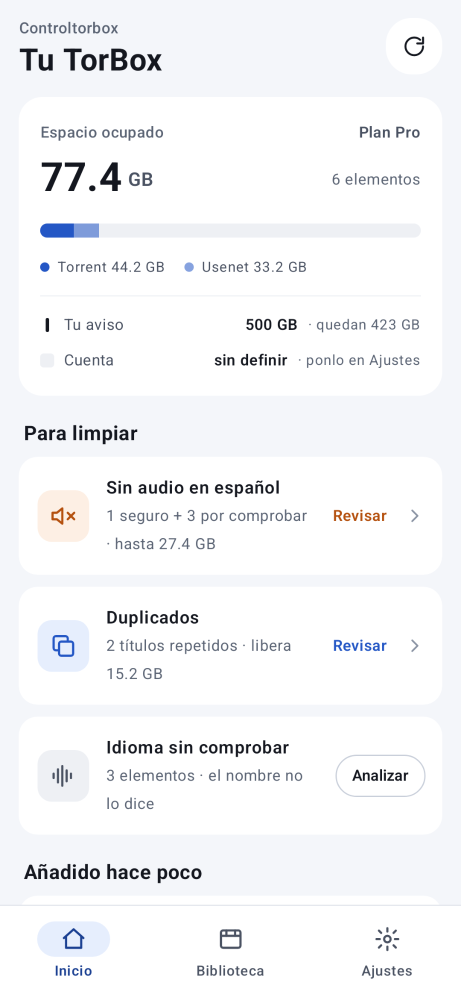 Controltorbox
Tu TorBox
Espacio ocupado
Plan Pro
77.4 GB
6 elementos
Torrent 44.2 GB
Usenet 33.2 GB
Tu aviso
500 GB · quedan 423 GB
Cuenta
sin definir · ponlo en Ajustes
Para limpiar
Sin audio en español
1 seguro + 3 por comprobar
· hasta 27.4 GB
Revisar
Duplicados
2 títulos repetidos · libera
15.2 GB
Revisar
Idioma sin comprobar
3 elementos · el nombre no
lo dice
Analizar
Añadido hace poco
Inicio
Biblioteca
Ajustes